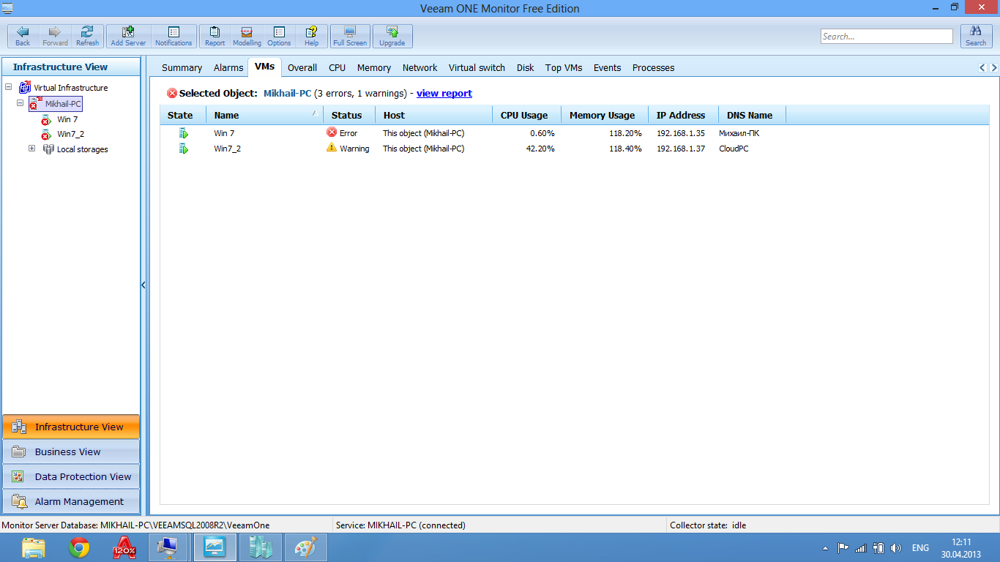 Veeam ONE Monitor Free Edition
Back Forward Refresh Add Server Notifications Report Modelling Options Help Full Screen Upgrade Search... Search
Infrastructure View
Summary Alarms VMs Overall CPU Memory Network Virtual switch Disk Top VMs Events Processes
Virtual Infrastructure
Mikhail-PC
Win 7
Win7_2
Local storages
Selected Object: Mikhail-PC (3 errors, 1 warnings) - view report
State Name Status Host CPU Usage Memory Usage IP Address DNS Name
Win 7 Error This object (Mikhail-PC) 0.60% 118.20% 192.168.1.35 Михаил-ПК
Win7_2 Warning This object (Mikhail-PC) 42.20% 118.40% 192.168.1.37 CloudPC
Infrastructure View
Business View
Data Protection View
Alarm Management
Monitor Server Database: MIKHAIL-PC\VEEAMSQL2008R2\VeeamOne Service: MIKHAIL-PC (connected) Collector state: idle
120%
ENG
12:11
30.04.2013